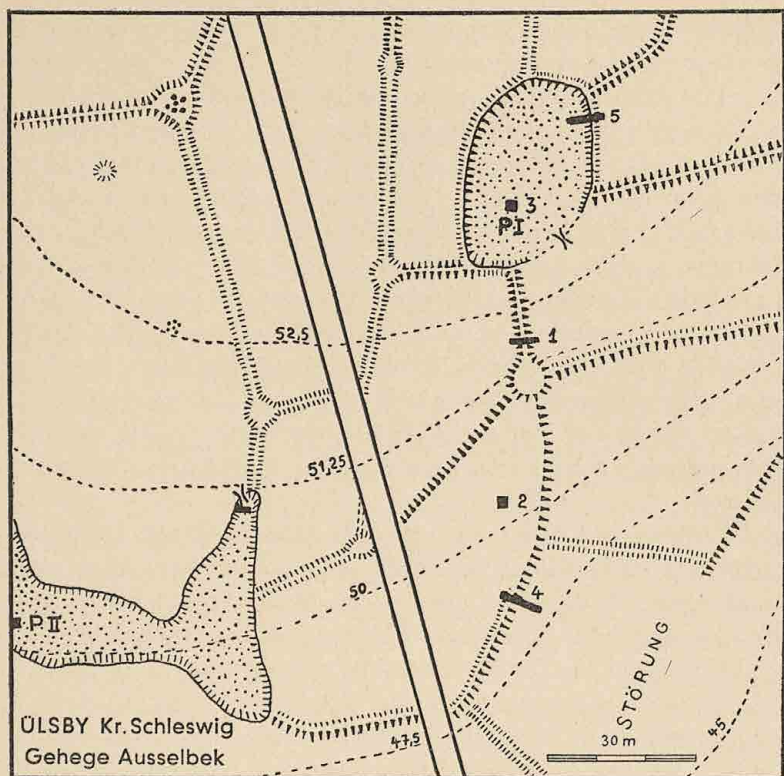 5
3
PI
1
52,5
51,25
2
50
4
PII
STÖRUNG
45
ÜLSBY Kr. Schleswig
Gehege Ausselbek
47,5
30 m